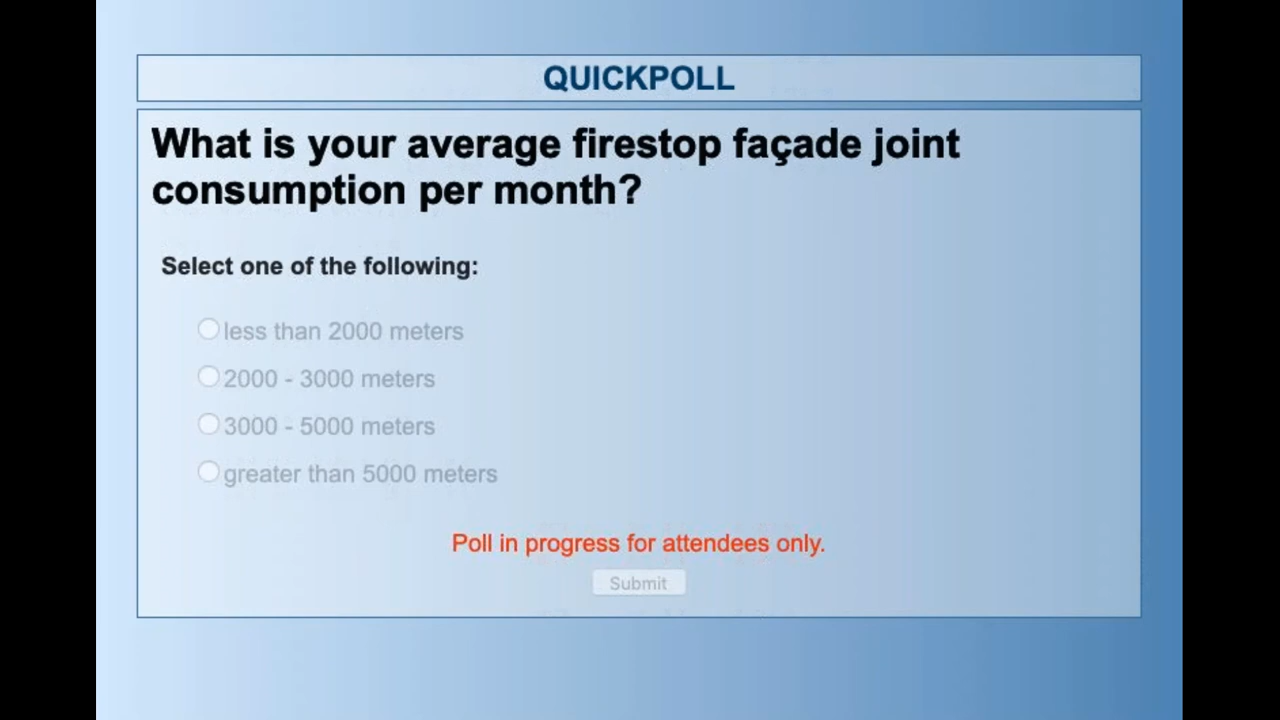 QUICKPOLL
What is your average firestop façade joint
consumption per month?
Select one of the following:
less than 2000 meters
2000 - 3000 meters
3000 - 5000 meters
greater than 5000 meters
Poll in progress for attendees only.
Submit